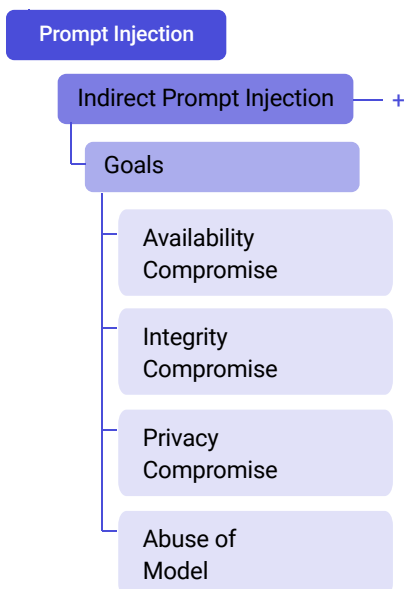 Prompt Injection
Indirect Prompt Injection +
Goals
Availability
Compromise
Integrity
Compromise
Privacy
Compromise
Abuse of
Model